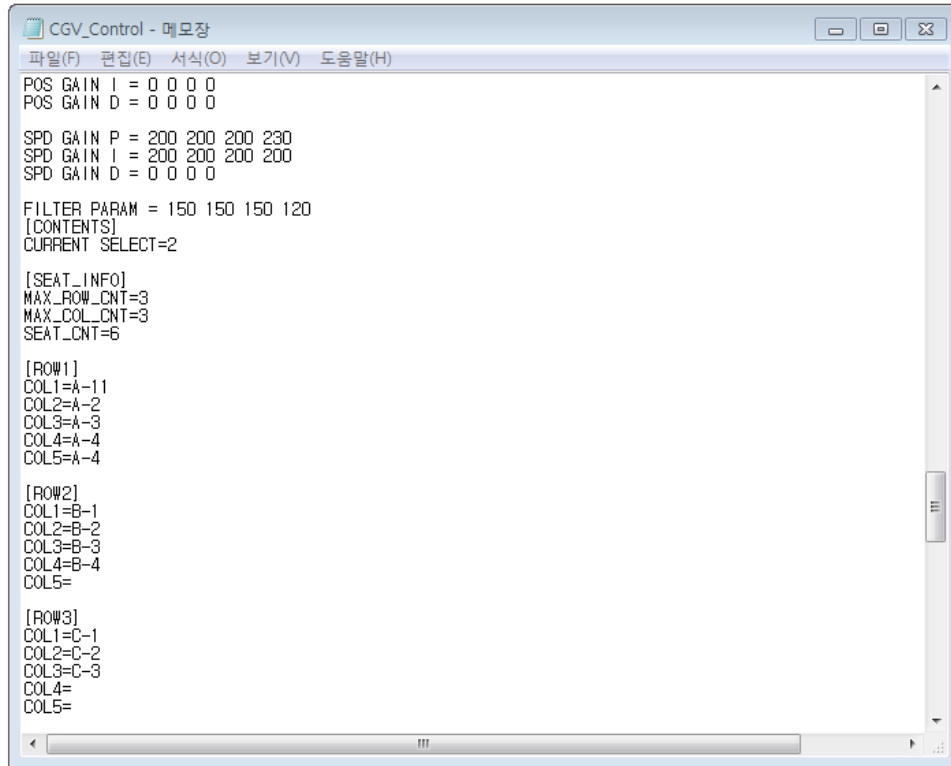 CGV_Control - 메모장
파일(F) 편집(E) 서식(O) 보기(V) 도움말(H)
POS GAIN I = 0 0 0 0
POS GAIN D = 0 0 0 0
SPD GAIN P = 200 200 200 230
SPD GAIN I = 200 200 200 200
SPD GAIN D = 0 0 0 0
FILTER PARAM = 150 150 150 120
[CONTENTS]
CURRENT SELECT=2
[SEAT_INFO]
MAX_ROW_CNT=3
MAX_COL_CNT=3
SEAT_CNT=6
[ROW1]
COL1=A-11
COL2=A-2
COL3=A-3
COL4=A-4
COL5=A-4
[ROW2]
COL1=B-1
COL2=B-2
COL3=B-3
COL4=B-4
COL5=
[ROW3]
COL1=C-1
COL2=C-2
COL3=C-3
COL4=
COL5=